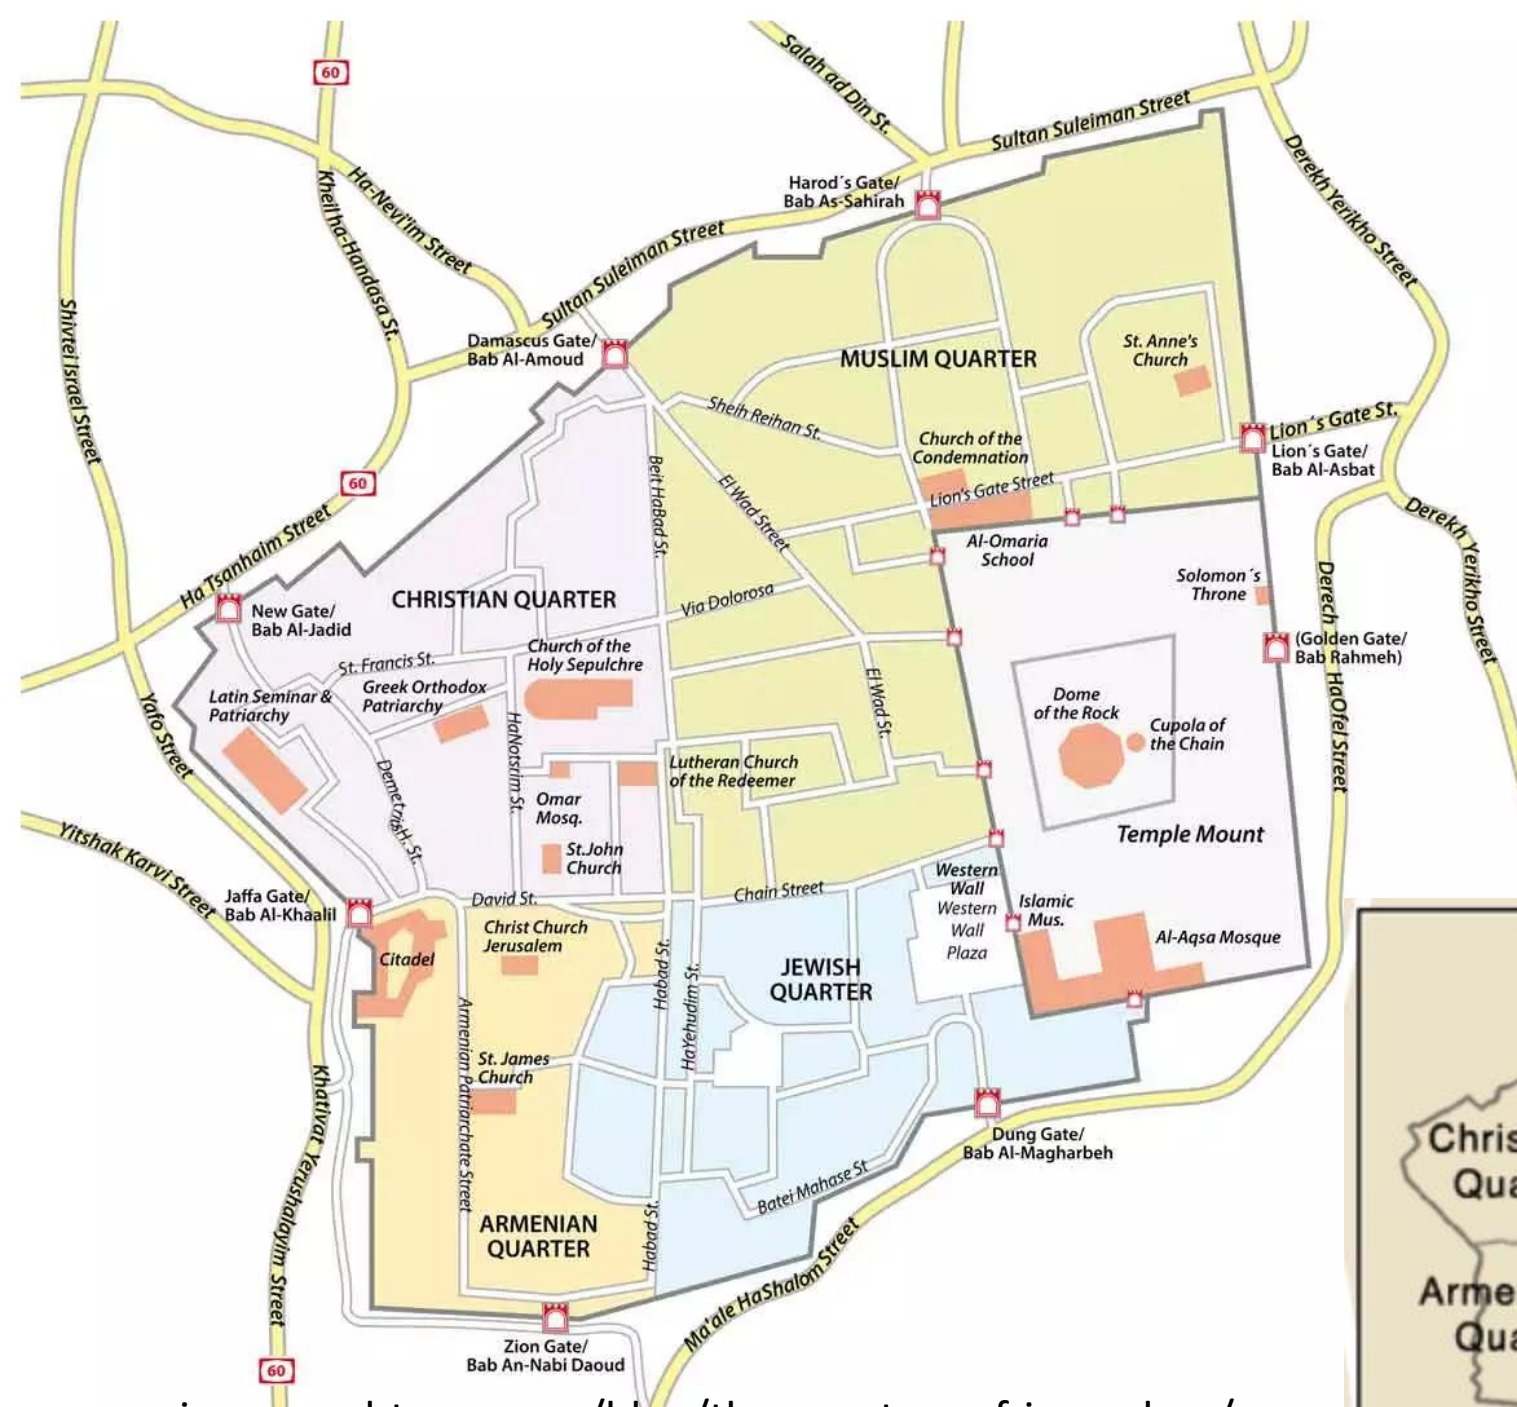 60
Salah ad Din St.
Sultan Suleiman Street
Derekh Yerikho Street
Ha-Nevi'im Street
Kheil ha-Handasa St.
Harod´s Gate/
Bab As-Sahirah
Sultan Suleiman Street
Shivtei Israel Street
Damascus Gate/
Bab Al-Amoud
MUSLIM QUARTER
St. Anne's
Church
Sheih Reihan St.
Lion´s Gate St.
Church of the
Condemnation
Lion´s Gate/
Bab Al-Asbat
60
Beit HaBad St.
El Wad Street
Lion's Gate Street
Derekh Yerikho Street
Ha Tsanhaim Street
Al-Omaria
School
Solomon´s
Throne
Derech HaOfel Street
New Gate/
Bab Al-Jadid
CHRISTIAN QUARTER
Via Dolorosa
(Golden Gate/
Bab Rahmeh)
St. Francis St.
Church of the
Holy Sepulchre
Latin Seminar &
Patriarchy
Greek Orthodox
Patriarchy
El Wad St.
Dome
of the Rock
Cupola of
the Chain
Yafo Street
HaNotsrim St.
Demetrius H. St.
Lutheran Church
of the Redeemer
Omar
Mosq.
Temple Mount
Yitshak Karvi Street
St.John
Church
Jaffa Gate/
Bab Al-Khaalil
David St.
Chain Street
Western
Wall
Western
Wall
Plaza
Islamic
Mus.
Christ Church
Jerusalem
Citadel
Al-Aqsa Mosque
JEWISH
QUARTER
Habad St.
HaYehudim St.
Armenian Patriarchate Street
St. James
Church
Khativat Yerushalayim Street
Dung Gate/
Bab Al-Magharbeh
Chris
Qua
Batei Mahase St
ARMENIAN
QUARTER
Habad St.
Ma'ale HaShalom Street
Arme
Qua
Zion Gate/
Bab An-Nabi Daoud
60